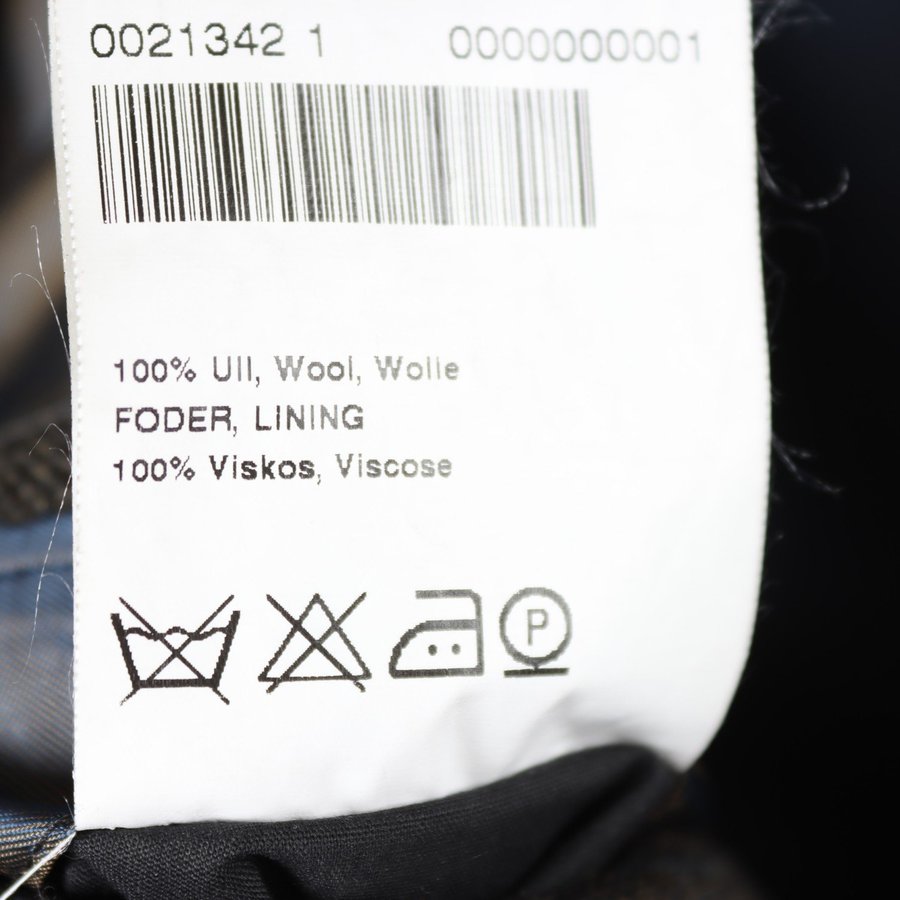 0021342 1 0000000001
100% Ull, Wool, Wolle
FODER, LINING
100% Viskos, Viscose
P